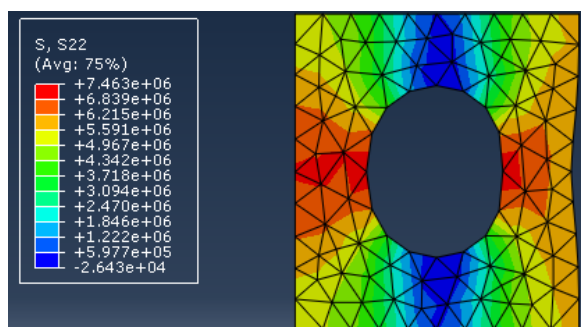 S, S22
(Avg: 75%)
+7.463e+06
+6.839e+06
+6.215e+06
+5.591e+06
+4.967e+06
+4.342e+06
+3.718e+06
+3.094e+06
+2.470e+06
+1.846e+06
+1.222e+06
+5.977e+05
-2.643e+04